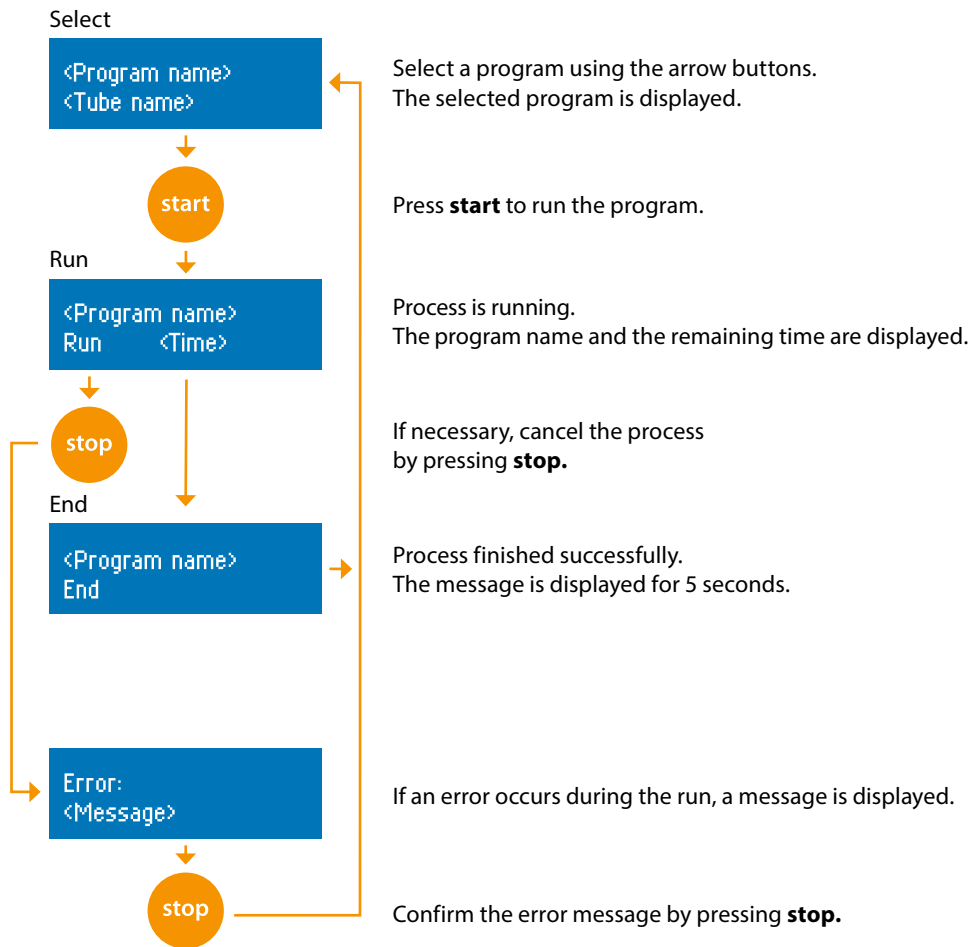 Select
<Program name>
<Tube name>
Select a program using the arrow buttons.
The selected program is displayed.
start
Press start to run the program.
Run
<Program name>
Run <Time>
Process is running.
The program name and the remaining time are displayed.
stop
If necessary, cancel the process
by pressing stop.
End
<Program name>
End
Process finished successfully.
The message is displayed for 5 seconds.
Error:
<Message>
If an error occurs during the run, a message is displayed.
stop
Confirm the error message by pressing stop.